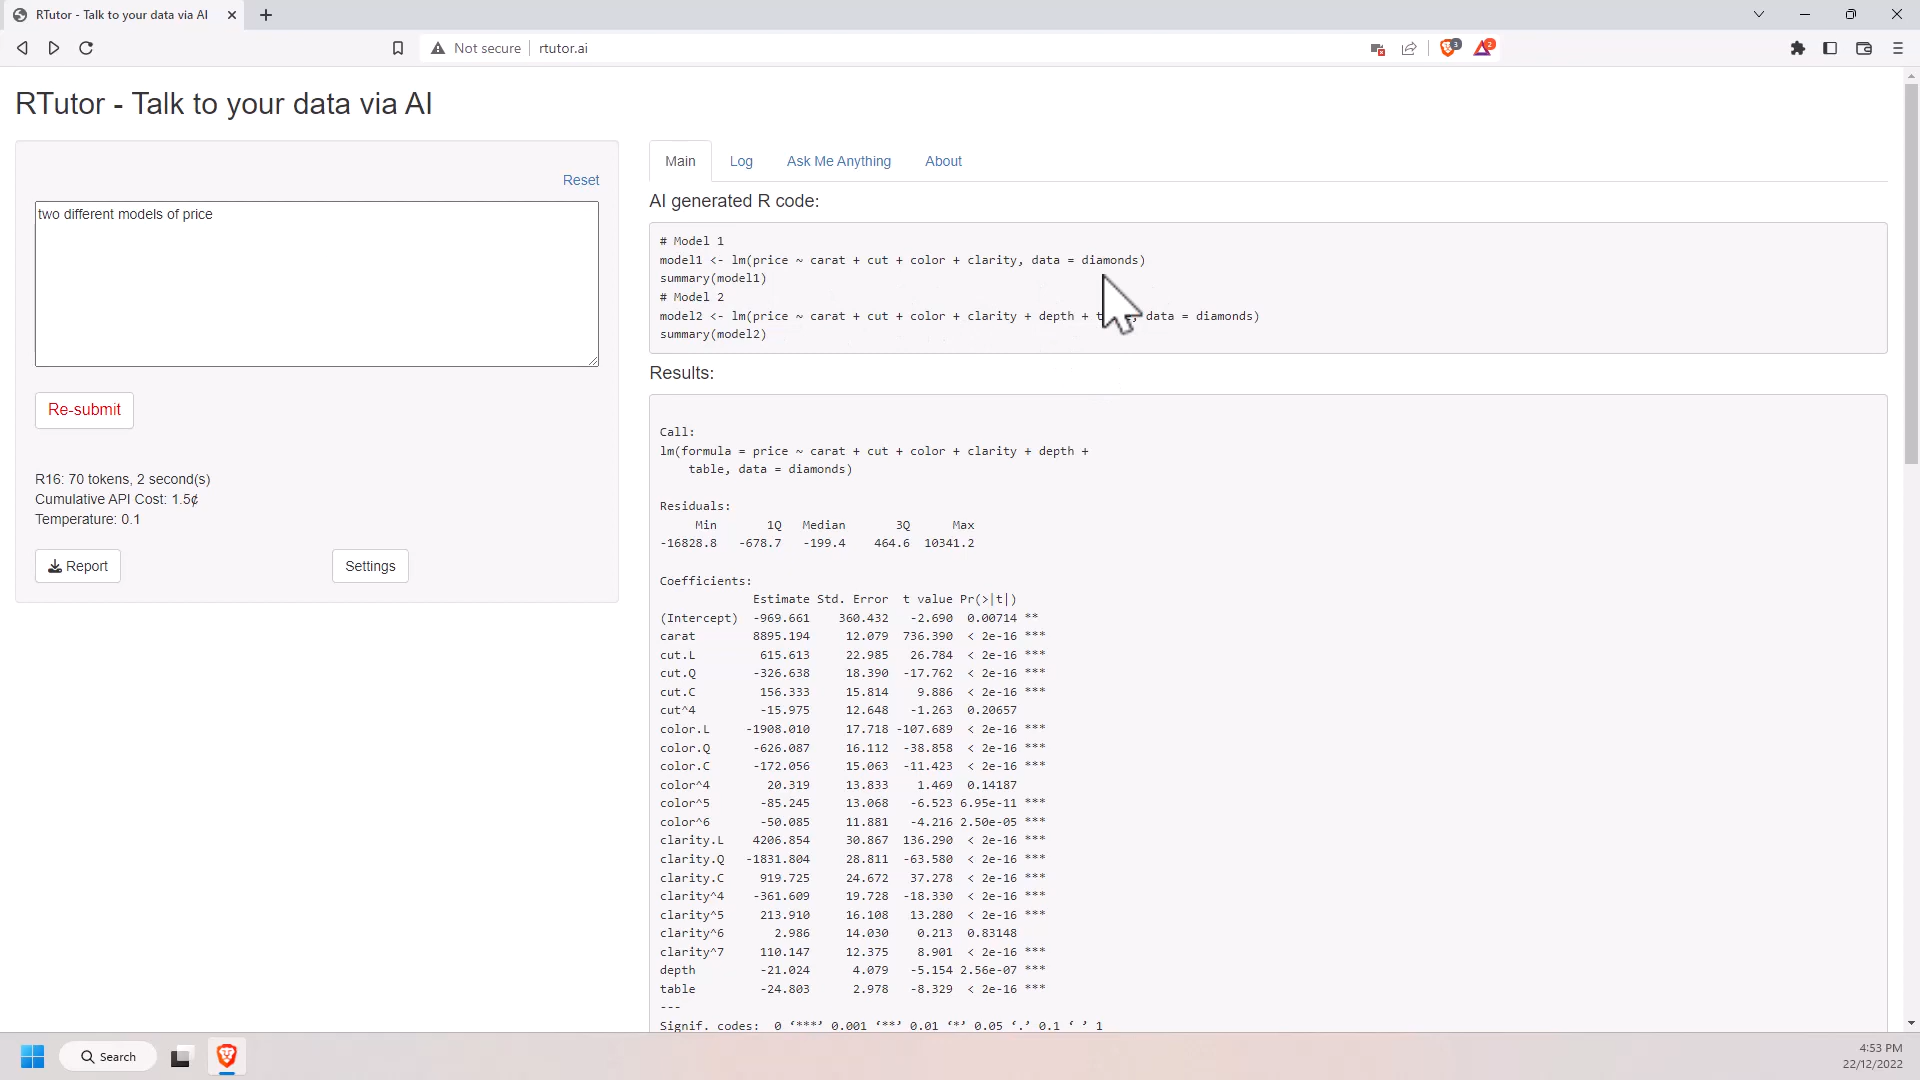 RTutor - Talk to your data via AI
Not secure
rtutor.ai
3
2
RTutor - Talk to your data via AI
Reset
two different models of price
Re-submit
R16: 70 tokens, 2 second(s)
Cumulative API Cost: 1.5¢
Temperature: 0.1
Report
Settings
Main
Log
Ask Me Anything
About
AI generated R code:
# Model 1
model1 <- lm(price ~ carat + cut + color + clarity, data = diamonds)
summary(model1)
# Model 2
model2 <- lm(price ~ carat + cut + color + clarity + depth + data = diamonds)
summary(model2)
Results:
Call:
lm(formula = price ~ carat + cut + color + clarity + depth +
table, data = diamonds)
Residuals:
Min 1Q Median 3Q Max
-16828.8 -678.7 -199.4 464.6 10341.2
Coefficients:
Estimate Std. Error t value Pr(>|t|)
(Intercept) -969.661 360.432 -2.690 0.00714 **
carat 8895.194 12.079 736.390 < 2e-16 ***
cut.L 615.613 22.985 26.784 < 2e-16 ***
cut.Q -326.638 18.390 -17.762 < 2e-16 ***
cut.C 156.333 15.814 9.886 < 2e-16 ***
cut^4 -15.975 12.648 -1.263 0.20657
color.L -1908.010 17.718 -107.689 < 2e-16 ***
color.Q -626.087 16.112 -38.858 < 2e-16 ***
color.C -172.056 15.063 -11.423 < 2e-16 ***
color^4 20.319 13.833 1.469 0.14187
color^5 -85.245 13.068 -6.523 6.95e-11 ***
color^6 -50.085 11.881 -4.216 2.50e-05 ***
clarity.L 4206.854 30.867 136.290 < 2e-16 ***
clarity.Q -1831.804 28.811 -63.580 < 2e-16 ***
clarity.C 919.725 24.672 37.278 < 2e-16 ***
clarity^4 -361.609 19.728 -18.330 < 2e-16 ***
clarity^5 213.910 16.108 13.280 < 2e-16 ***
clarity^6 2.986 14.030 0.213 0.83148
clarity^7 110.147 12.375 8.901 < 2e-16 ***
depth -21.024 4.079 -5.154 2.56e-07 ***
table -24.803 2.978 -8.329 < 2e-16 ***
---
Signif. codes: 0 ‘***’ 0.001 ‘**’ 0.01 ‘*’ 0.05 ‘.’ 0.1 ‘ ’ 1
Search
4:53 PM
22/12/2022